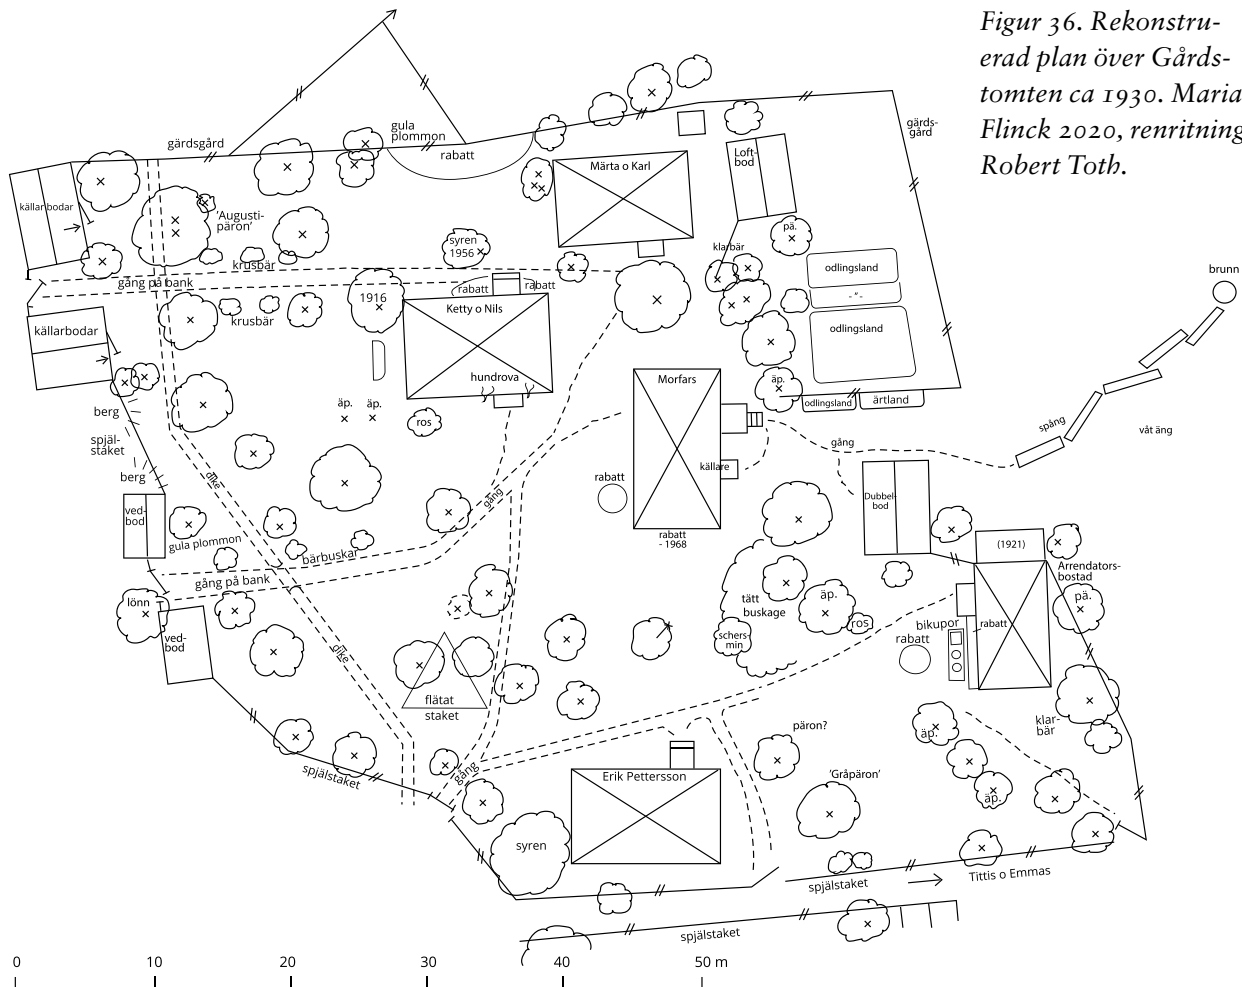 Figur 36. Rekonstru-
erad plan över Gårds-
tomten ca 1930. Maria
Flinck 2020, renritning
Robert Toth.
gärdsgård
gula
plommon
rabatt
Märta o Karl
Loft-
bod
gärds-
gård
källarbodar
'Augusti-
päron'
krusbär
syren
1956
klarbär
pä.
odlingsland
- " -
odlingsland
brunn
gång på bank
krusbär
1916
rabatt
rabatt
Ketty o Nils
källarbodar
hundrova
Morfars
äp.
odlingsland
ärtland
berg
spjäl-
staket
berg
äp.
äp.
ros
gång
spång
våt äng
dike
gång
rabatt
källare
rabatt
- 1968
Dubbel-
bod
ved-
bod
gula plommon
bärbuskar
gång på bank
(1921)
Arrendators-
bostad
lönn
ved-
bod
tätt
buskage
äp.
ros
schers-
min
bikupor
rabatt
rabatt
pä.
dike
flätat
staket
klar-
bär
äp.
päron?
'Gråpäron'
äp.
spjälstaket
gång
Erik Pettersson
syren
spjälstaket
Tittis o Emmas
spjälstaket
0 10 20 30 40 50 m